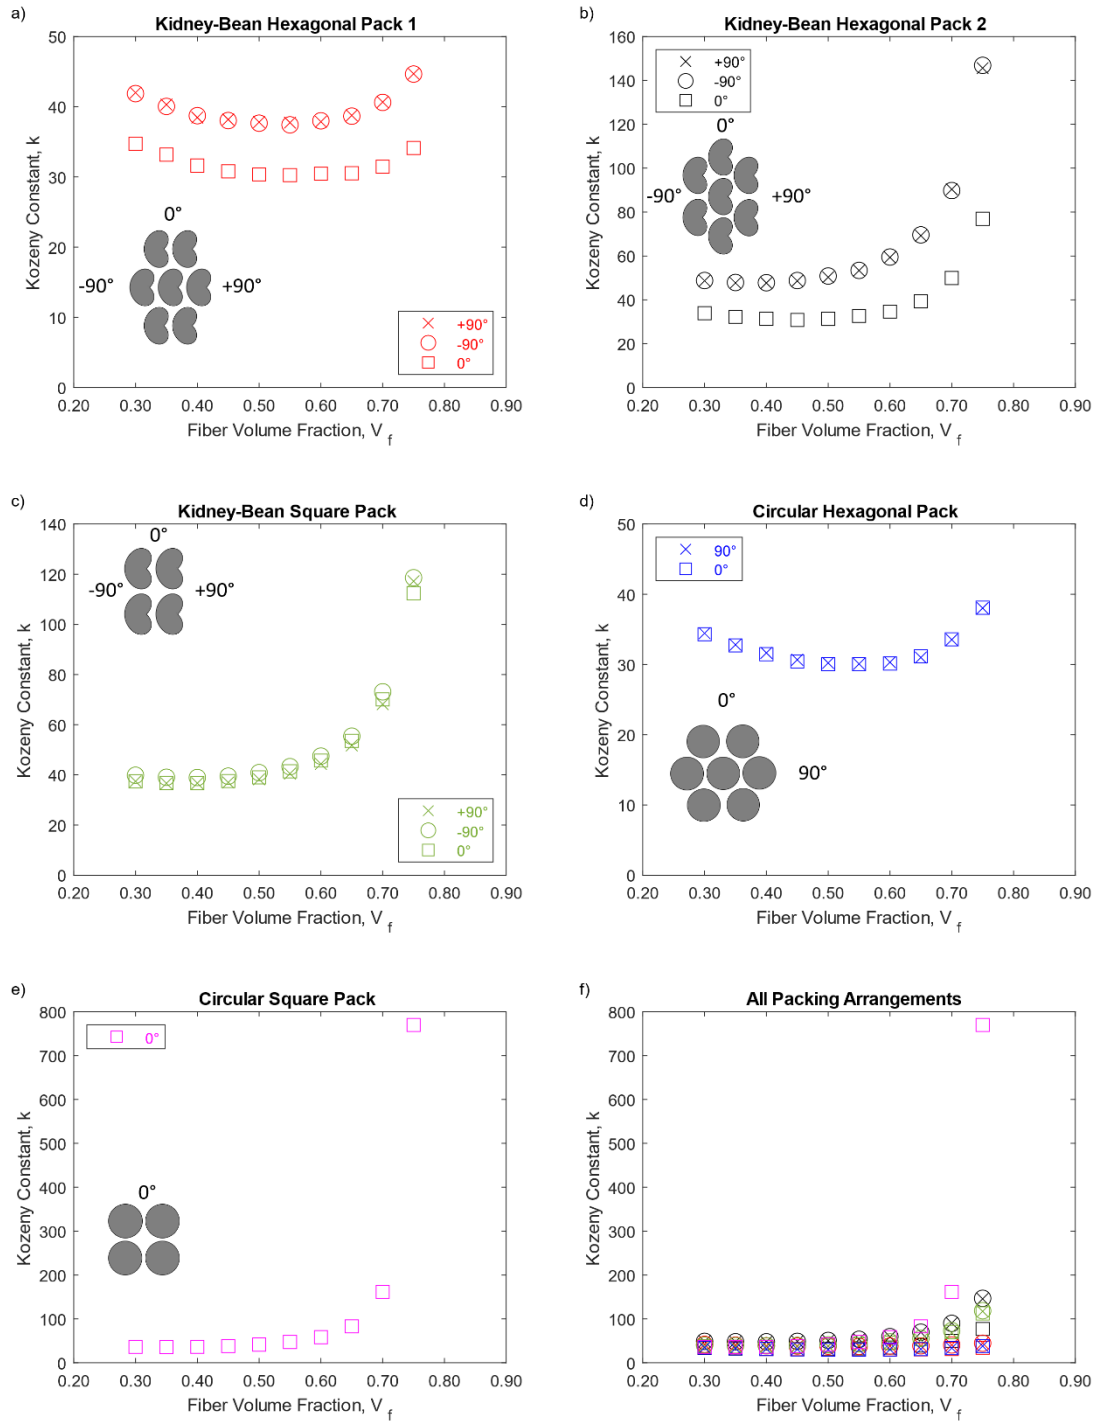 a)
Kidney-Bean Hexagonal Pack 1
50
40
30
20
10
0
Kozeny Constant, k
0°
-90°
+90°
+90°
-90°
0°
0.20 0.30 0.40 0.50 0.60 0.70 0.80 0.90
Fiber Volume Fraction, V f
b)
Kidney-Bean Hexagonal Pack 2
160
140
120
100
80
60
40
20
0
Kozeny Constant, k
+90°
-90°
0°
0°
-90°
+90°
0.20 0.30 0.40 0.50 0.60 0.70 0.80 0.90
Fiber Volume Fraction, V f
c)
Kidney-Bean Square Pack
140
120
100
80
60
40
20
0
Kozeny Constant, k
0°
-90°
+90°
+90°
-90°
0°
0.20 0.30 0.40 0.50 0.60 0.70 0.80 0.90
Fiber Volume Fraction, V f
d)
Circular Hexagonal Pack
50
40
30
20
10
0
Kozeny Constant, k
90°
0°
0°
90°
0.20 0.30 0.40 0.50 0.60 0.70 0.80 0.90
Fiber Volume Fraction, V f
e)
Circular Square Pack
800
700
600
500
400
300
200
100
0
Kozeny Constant, k
0°
0°
0.20 0.30 0.40 0.50 0.60 0.70 0.80 0.90
Fiber Volume Fraction, V f
f)
All Packing Arrangements
800
700
600
500
400
300
200
100
0
Kozeny Constant, k
0.20 0.30 0.40 0.50 0.60 0.70 0.80 0.90
Fiber Volume Fraction, V f